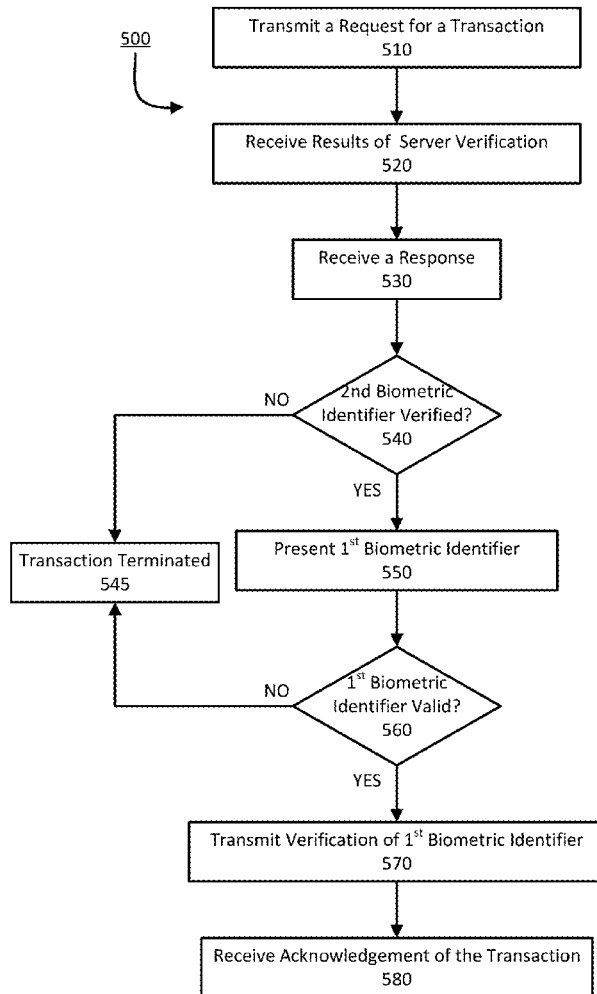 500
Transmit a Request for a Transaction
510
Receive Results of Server Verification
520
Receive a Response
530
2nd Biometric
Identifier Verified?
540
NO
YES
Transaction Terminated
545
Present 1st Biometric Identifier
550
1st Biometric
Identifier Valid?
560
NO
YES
Transmit Verification of 1st Biometric Identifier
570
Receive Acknowledgement of the Transaction
580